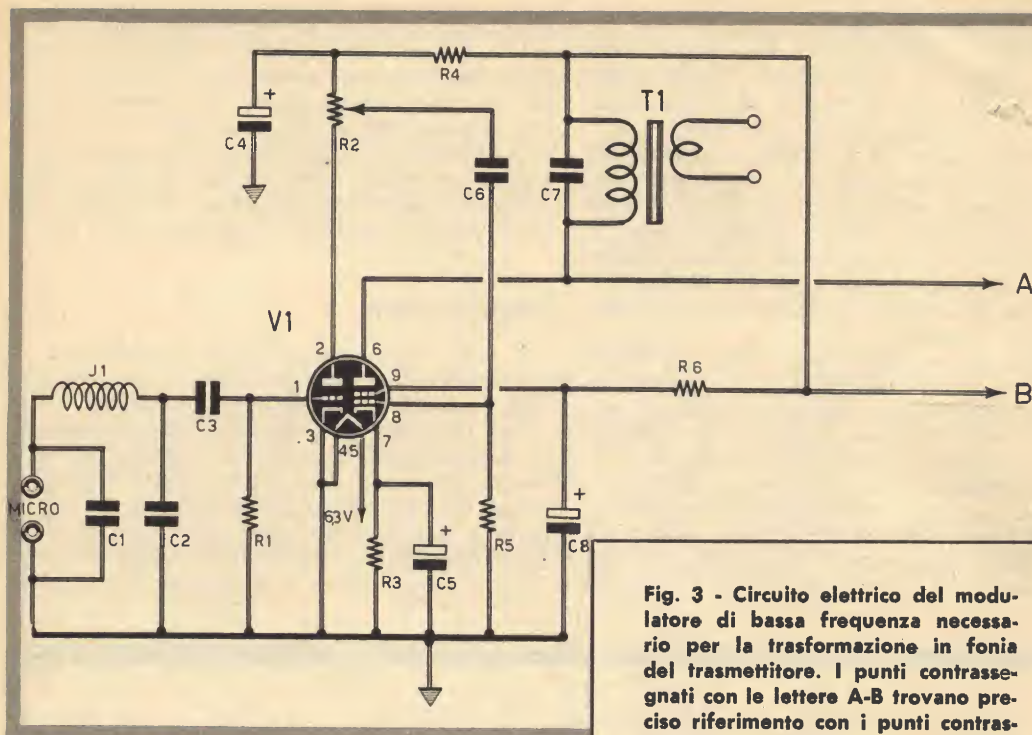 R4
T1
+
C4
R2
C6
C7
A
V1
2
6
J1
1
9
R6
B
C3
8
3
45
7
MICRO
6,3V
+
+
C1
C2
R1
R3
C5
R5
C8
Fig. 3 - Circuito elettrico del modu-
latore di bassa frequenza necessa-
rio per la trasformazione in fonia
del trasmettitore. I punti contrasse-
gnati con le lettere A-B trovano pre-
ciso riferimento con i punti contras-